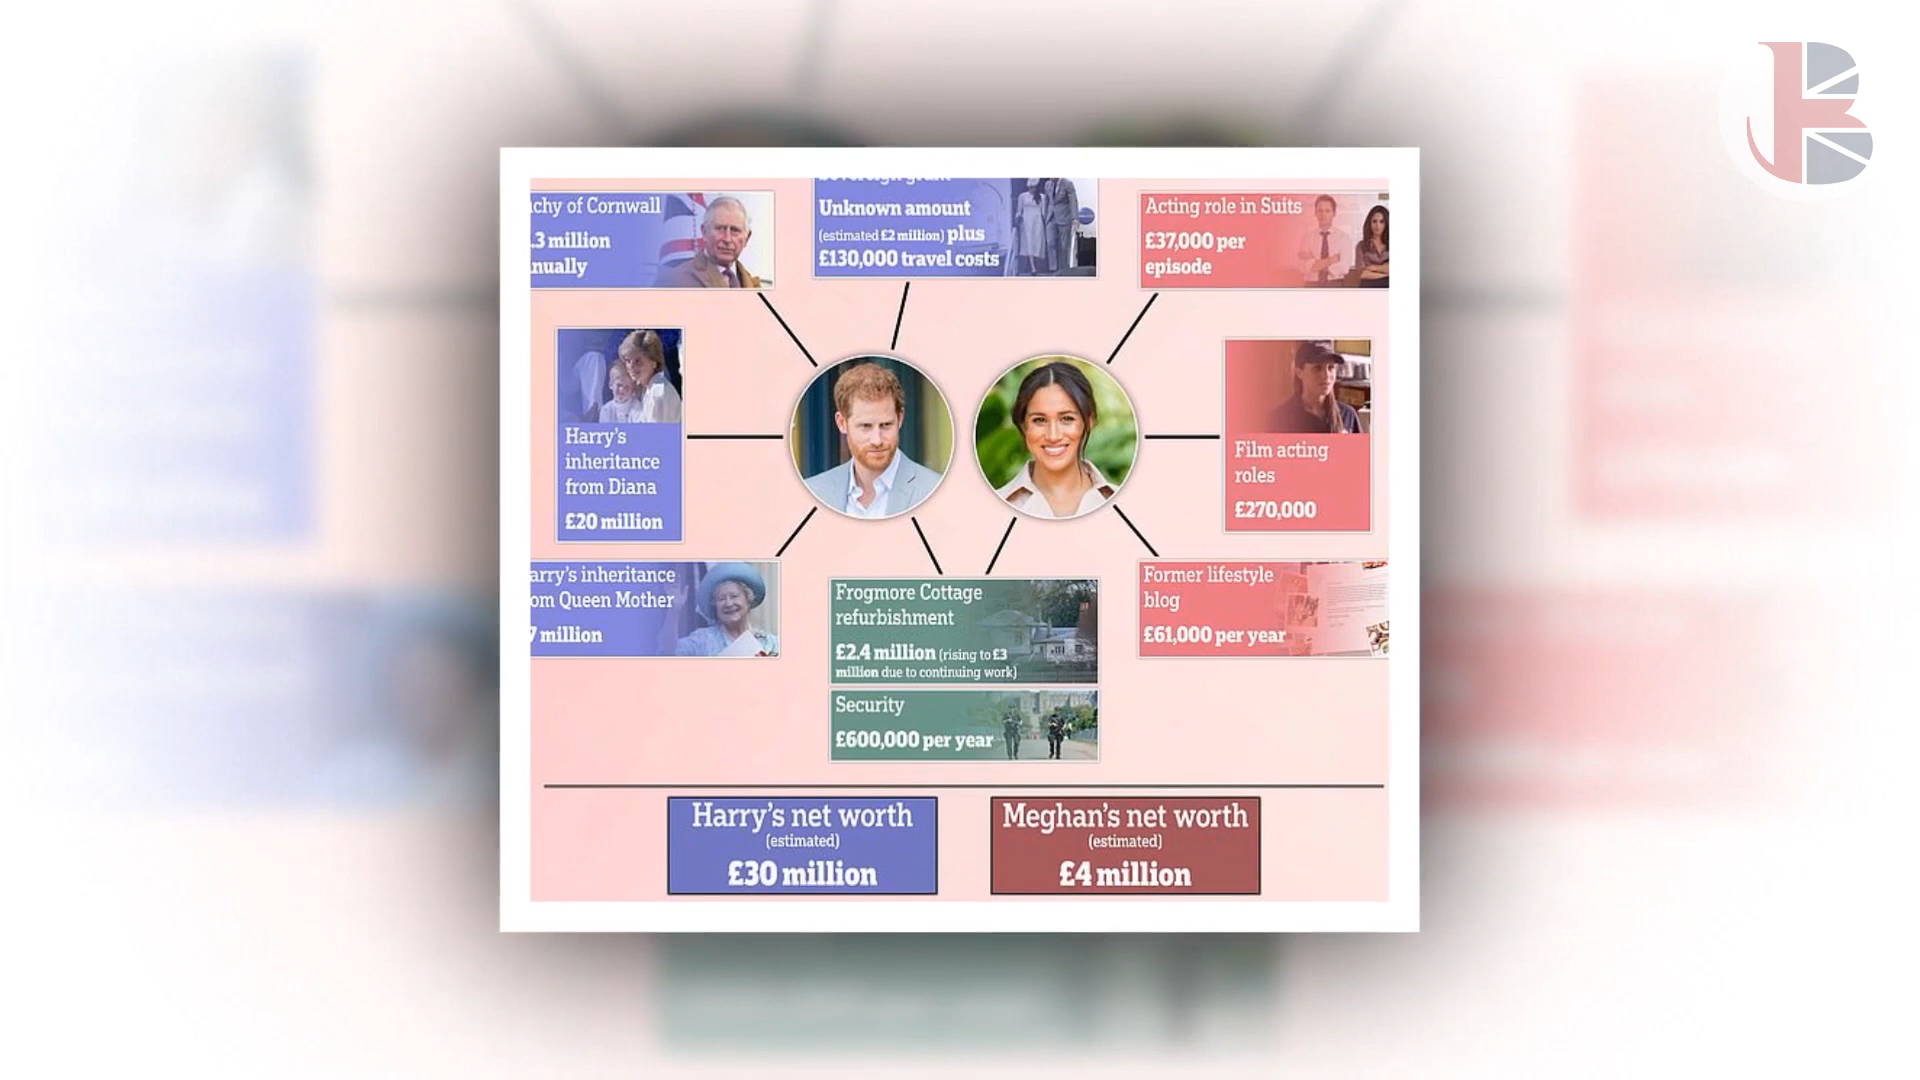 chy of Cornwall
.3 million
nually
Sovereign grant
Unknown amount
(estimated £2 million) plus
£130,000 travel costs
Acting role in Suits
£37,000 per
episode
Harry's
inheritance
from Diana
£20 million
Film acting
roles
£270,000
arry's inheritance
om Queen Mother
7 million
Frogmore Cottage
refurbishment
£2.4 million (rising to £3
million due to continuing work)
Former lifestyle
blog
£61,000 per year
Security
£600,000 per year
Harry's net worth
(estimated)
£30 million
Meghan's net worth
(estimated)
£4 million